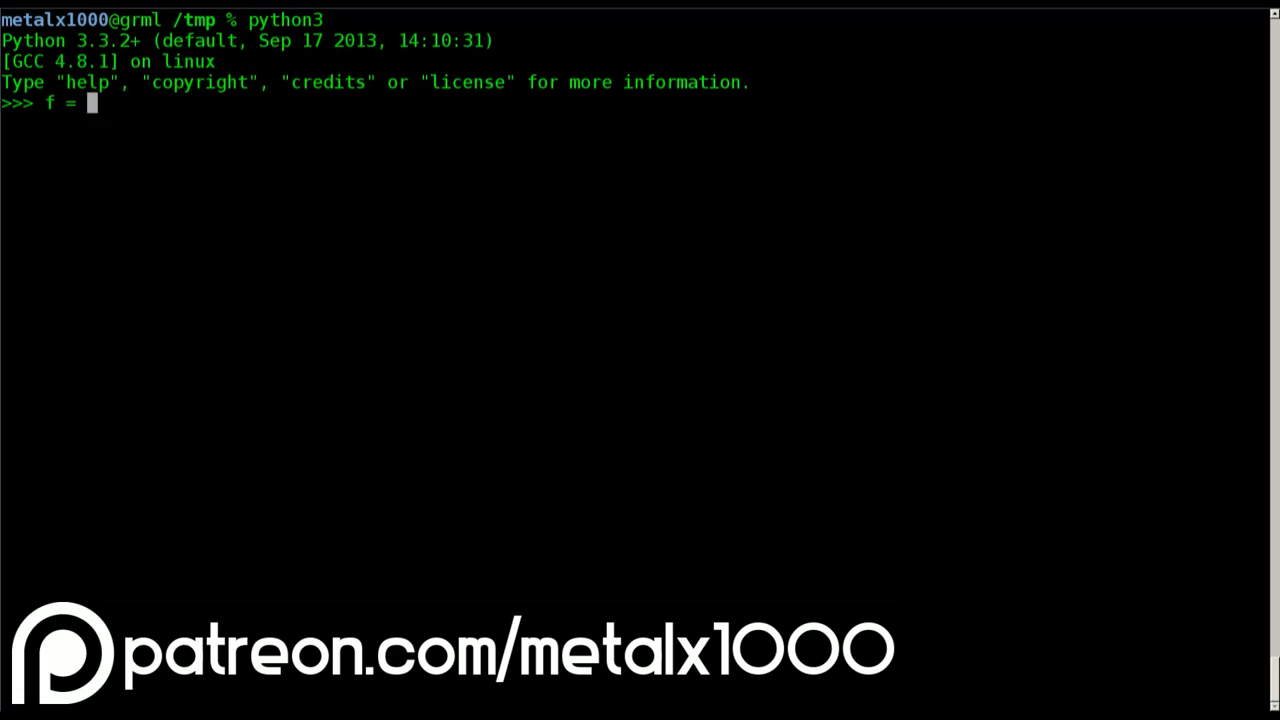 metalx1000@grml /tmp % python3
Python 3.3.2+ (default, Sep 17 2013, 14:10:31)
[GCC 4.8.1] on linux
Type "help", "copyright", "credits" or "license" for more information.
>>> f =
patreon.com/metalx1000